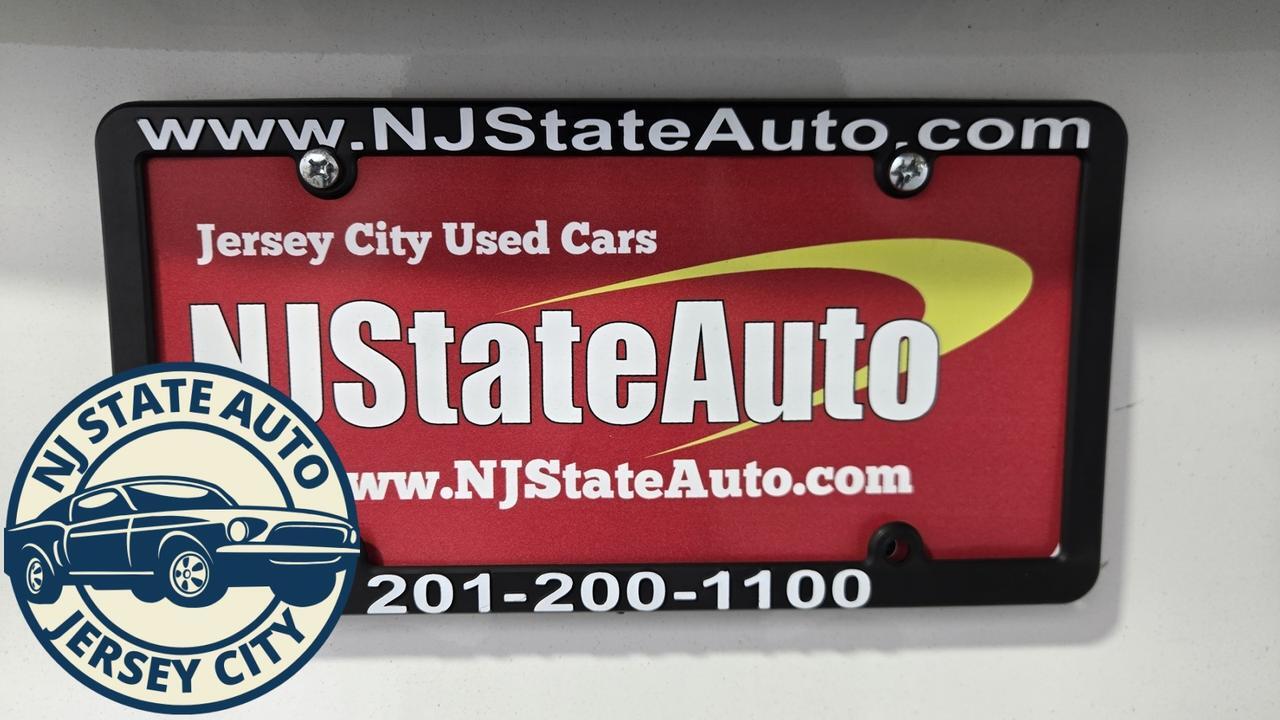 www.NJStateAuto.com
Jersey City Used Cars
NJStateAuto
www.NJStateAuto.com
201-200-1100
NJ STATE AUTO
JERSEY CITY